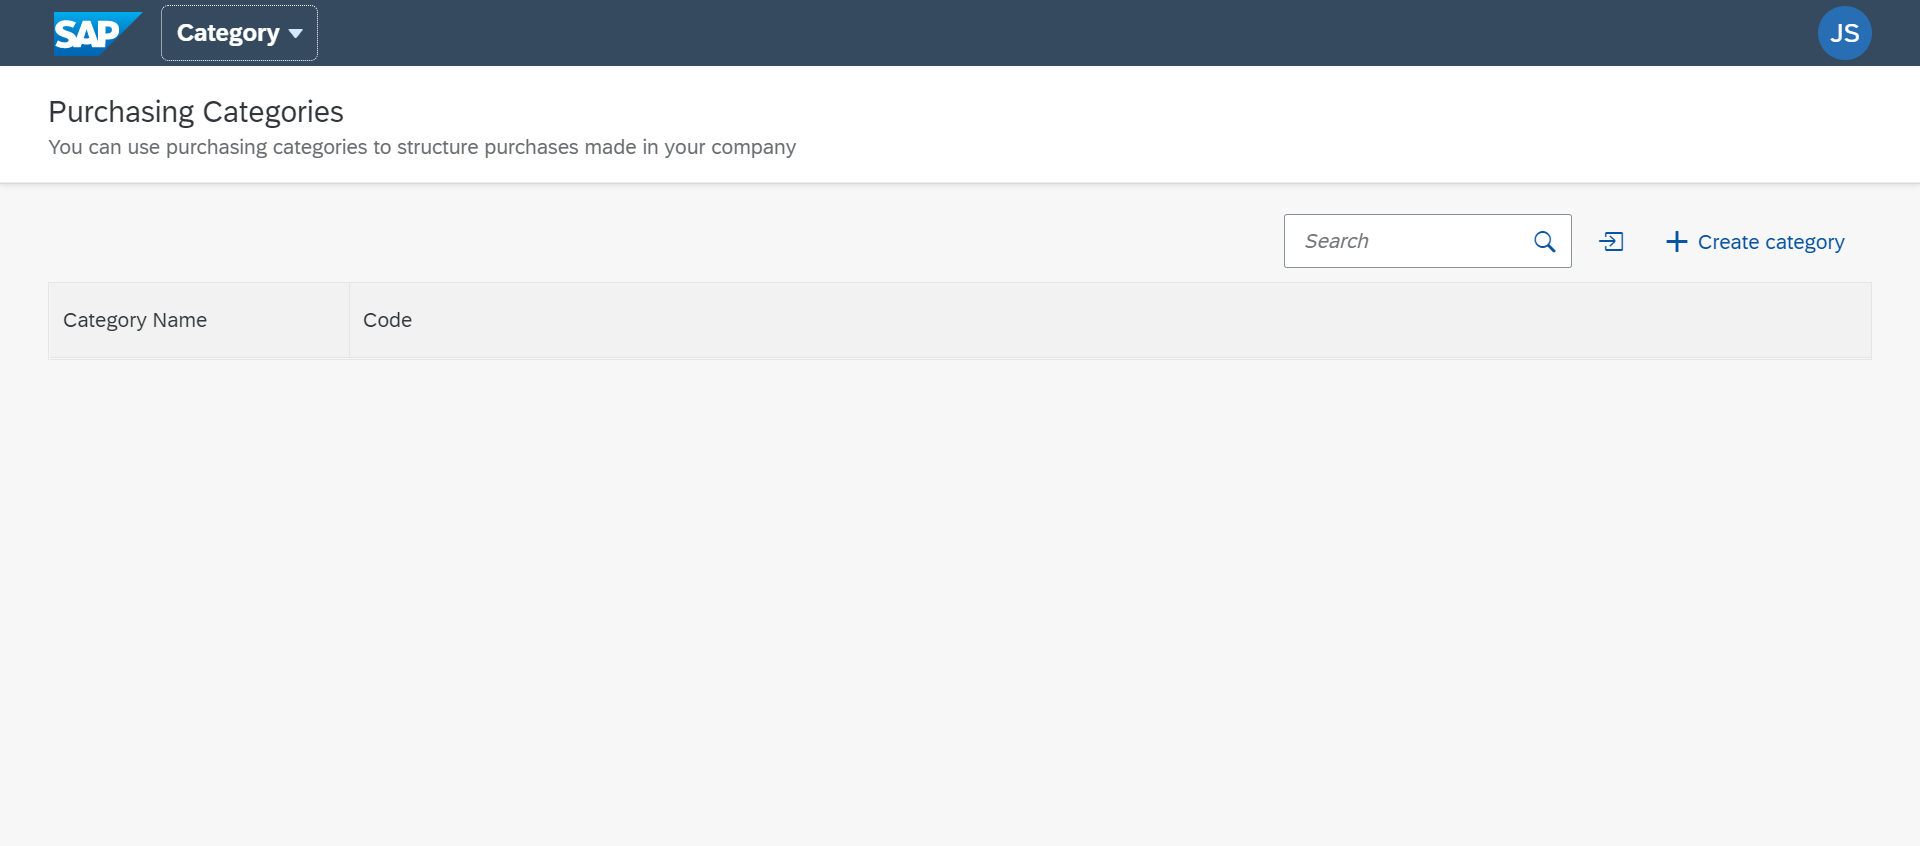 SAP
Category
JS
Purchasing Categories
You can use purchasing categories to structure purchases made in your company
Search
Create category
Category Name
Code